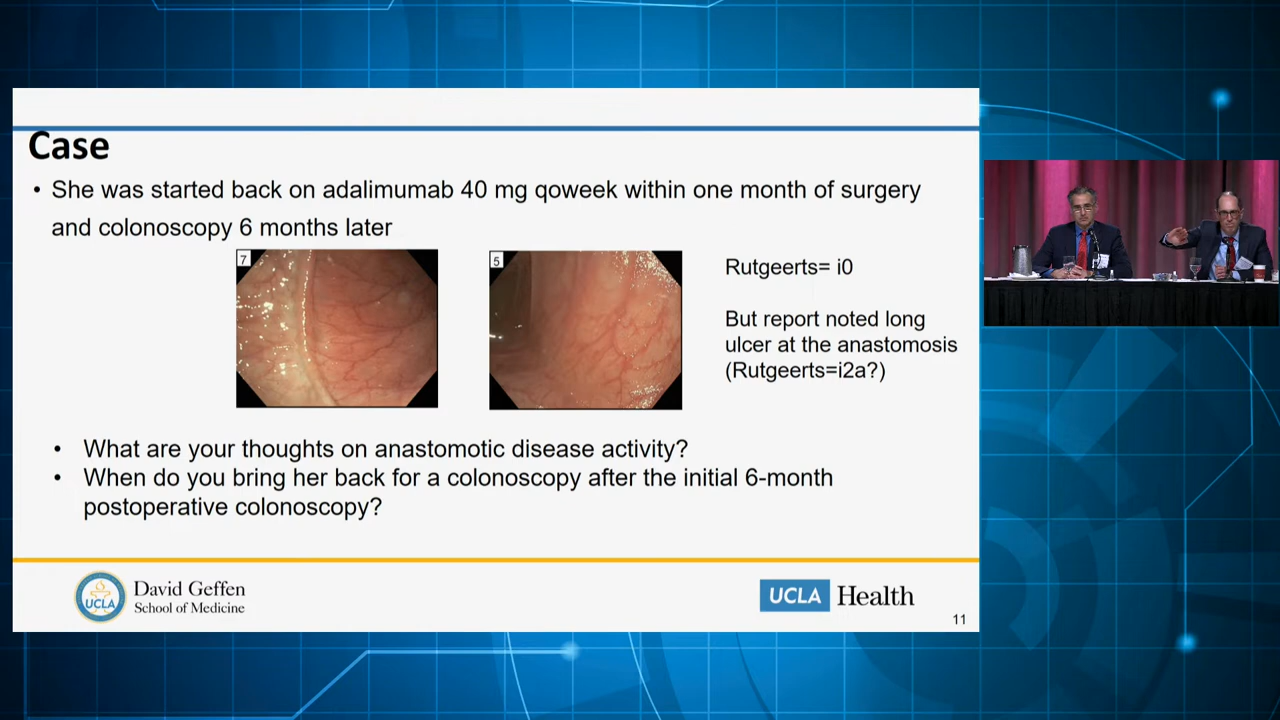 Case
• She was started back on adalimumab 40 mg qoweek within one month of surgery
and colonoscopy 6 months later
7
5
Rutgeerts= i0
But report noted long
ulcer at the anastomosis
(Rutgeerts=i2a?)
• What are your thoughts on anastomotic disease activity?
• When do you bring her back for a colonoscopy after the initial 6-month
postoperative colonoscopy?
UCLA
David Geffen
School of Medicine
UCLA Health
11